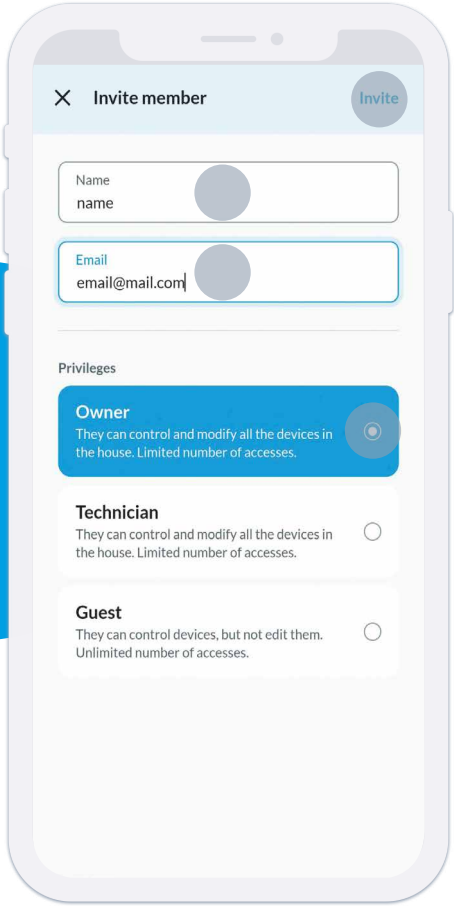 Invite member
Invite
Name
name
Email
email@mail.com
Privileges
Owner
They can control and modify all the devices in
the house. Limited number of accesses.
Technician
They can control and modify all the devices in
the house. Limited number of accesses.
Guest
They can control devices, but not edit them.
Unlimited number of accesses.